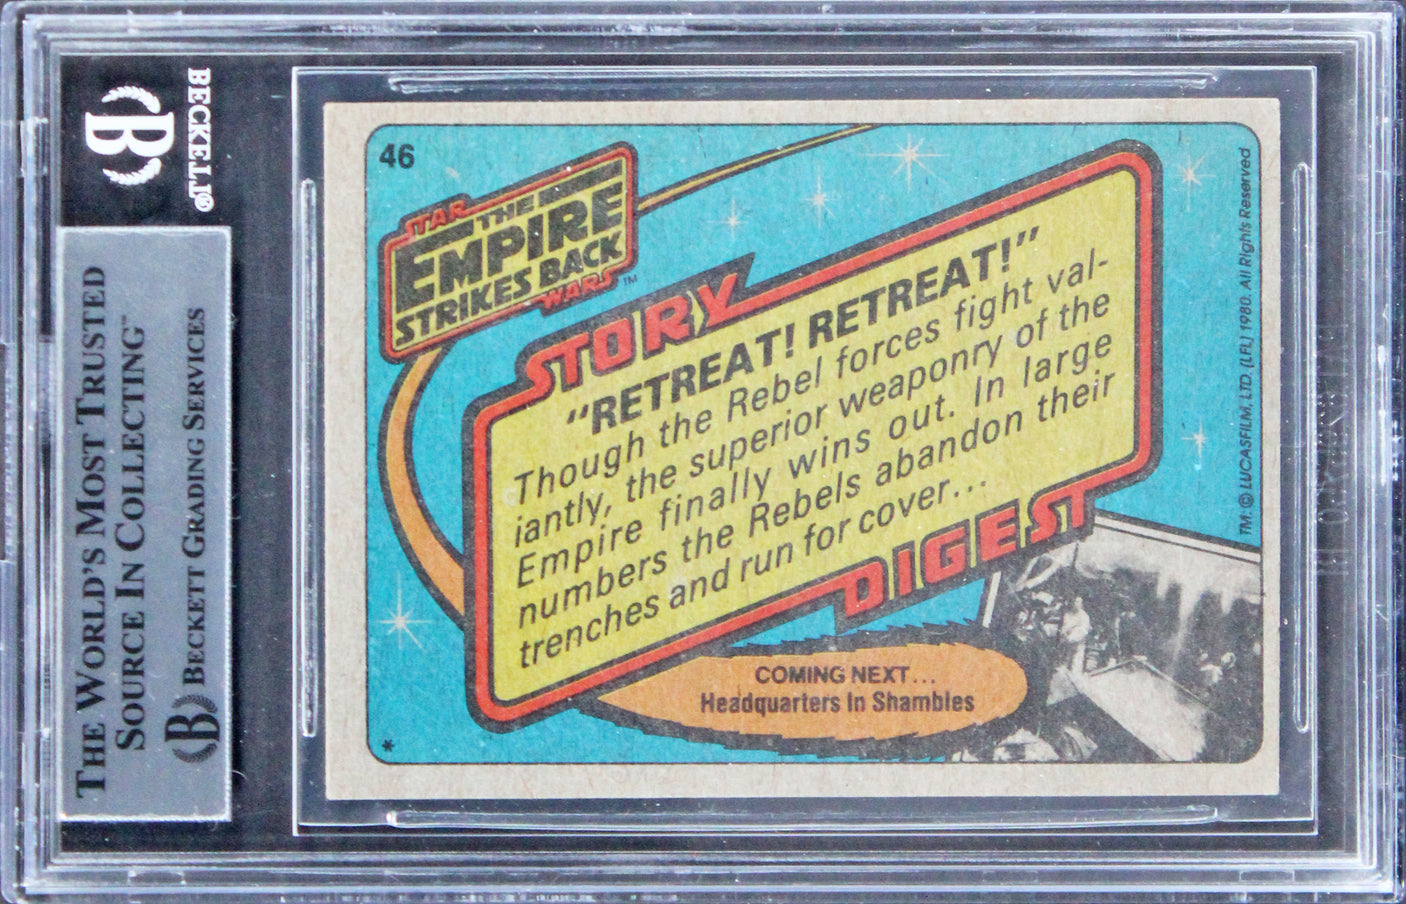 BECKETT®
B
THE WORLD'S MOST TRUSTED
SOURCE IN COLLECTING™
B BECKETT GRADING SERVICES
46
STAR
THE
EMPIRE
STRIKES BACK
WARS™
STORY
"RETREAT! RETREAT!"
Though the Rebel forces fight val-
iantly, the superior weaponry of the
Empire finally wins out. In large
numbers the Rebels abandon their
trenches and run for cover...
DIGEST
COMING NEXT...
Headquarters In Shambles
*
TM: © LUCASFILM, LTD. (LFL) 1980. All Rights Reserved